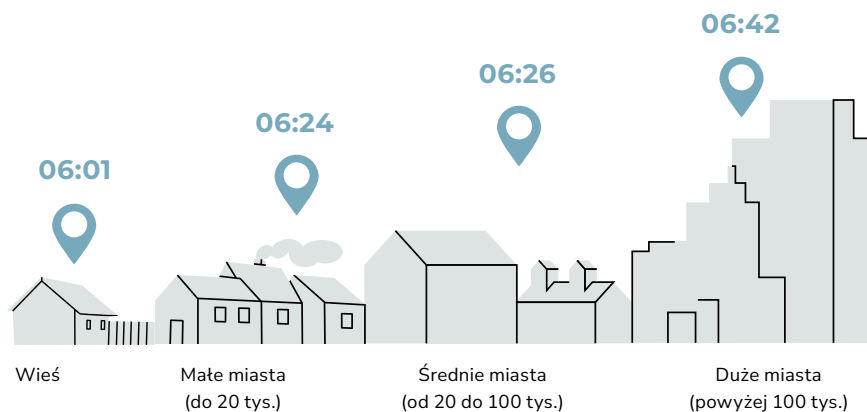 06:42
06:26
06:24
06:01
Wieś
Małe miasta
(do 20 tys.)
Średnie miasta
(od 20 do 100 tys.)
Duże miasta
(powyżej 100 tys.)